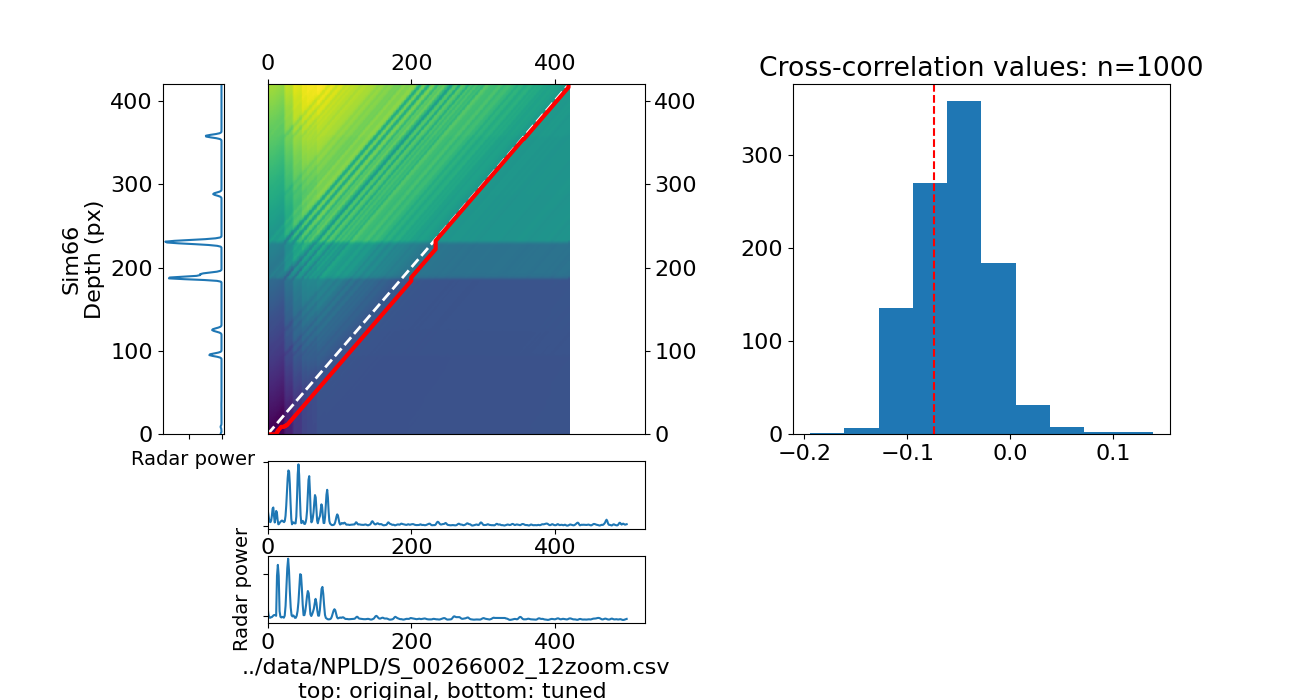 Cross-correlation values: n=1000
0 200 400
400
300
200
100
0
Sim66
Depth (px)
400
300
200
100
0
300
200
100
0
−0.2 −0.1 0.0 0.1
Radar power
0 200 400
Radar power
0 200 400
../data/NPLD/S_00266002_12zoom.csv
top: original, bottom: tuned